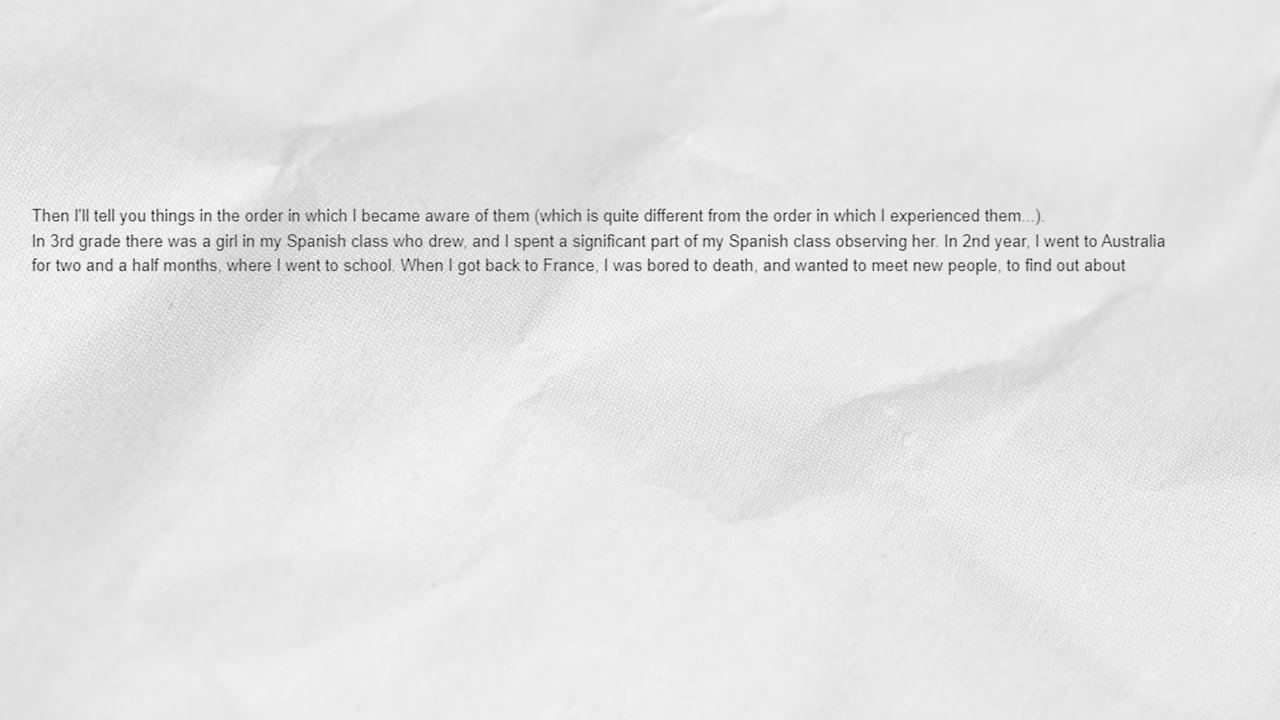 Then I'll tell you things in the order in which I became aware of them (which is quite different from the order in which I experienced them...).
In 3rd grade there was a girl in my Spanish class who drew, and I spent a significant part of my Spanish class observing her. In 2nd year, I went to Australia
for two and a half months, where I went to school. When I got back to France, I was bored to death, and wanted to meet new people, to find out about